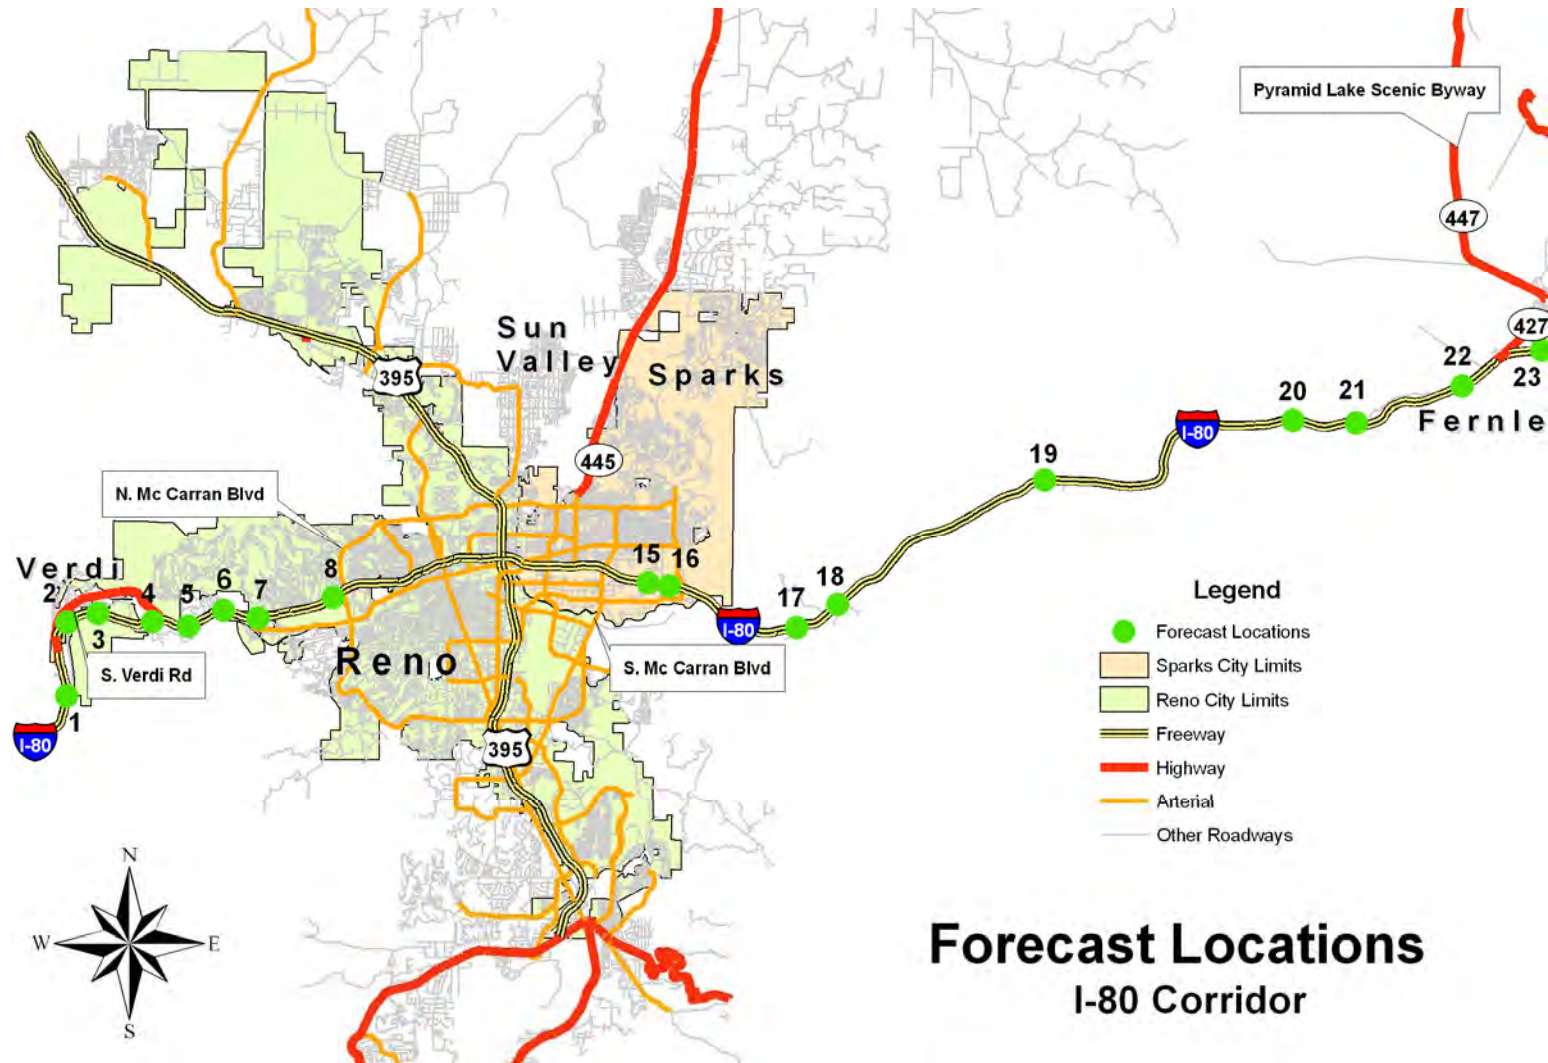 Pyramid Lake Scenic Byway
447
427
Sun
Valley
Sparks
395
22
23
20
21
Fernle
I-80
445
19
N. Mc Carran Blvd
Verdi
2
3
4
5
6
7
8
15
16
17
18
I-80
S. Verdi Rd
Reno
S. Mc Carran Blvd
1
I-80
395
Legend
Forecast Locations
Sparks City Limits
Reno City Limits
Freeway
Highway
Arterial
Other Roadways
N
W
E
S
Forecast Locations
I-80 Corridor